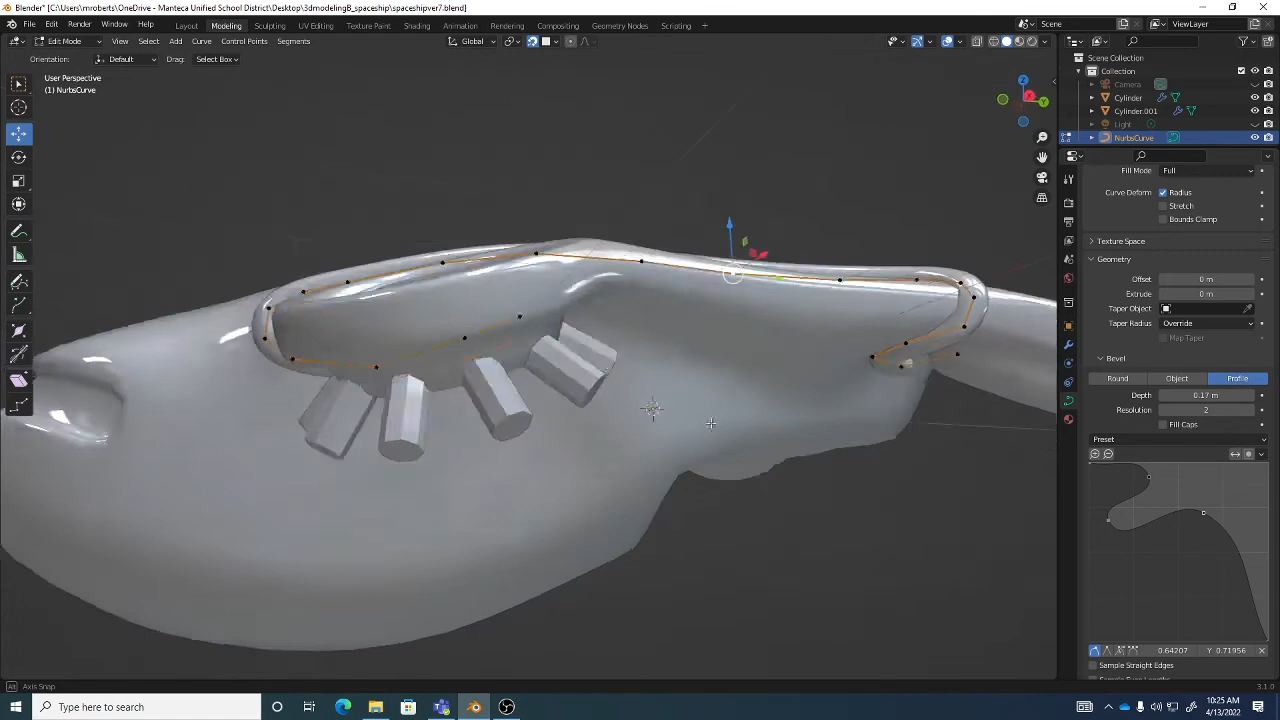 Blender* [C:\Users\mroberts\OneDrive - Manteca Unified School District\Desktop\3dmodelingB_spaceship\spaceshipver7.blend]
File Edit Render Window Help Layout Modeling Sculpting UV Editing Texture Paint Shading Animation Rendering Compositing Geometry Nodes Scripting + Scene ViewLayer
Edit Mode View Select Add Curve Control Points Segments Global
Orientation: Default Drag: Select Box
User Perspective
(1) NurbsCurve
Scene Collection
Collection
Camera
Cylinder
Cylinder.001
Light
NurbsCurve
Fill Mode Full
Curve Deform Radius
Stretch
Bounds Clamp
Texture Space
Geometry
Offset 0 m
Extrude 0 m
Taper Object
Taper Radius Override
Map Taper
Bevel
Round Object Profile
Depth 0.17 m
Resolution 2
Fill Caps
Preset
X 0.64207 Y 0.71956
Sample Straight Edges
Alt Axis Snap 3.1.0
Type here to search
10:25 AM
4/13/2022